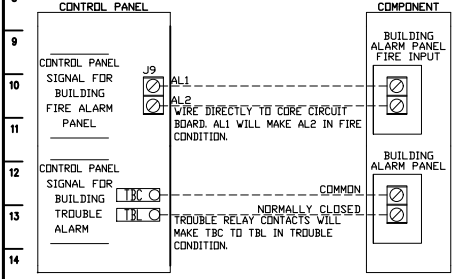 CONTROL PANEL
COMPONENT
9
10
11
12
13
14
CONTROL PANEL
SIGNAL FOR
BUILDING
FIRE ALARM
PANEL
J9
AL1
AL2
WIRE DIRECTLY TO CORE CIRCUIT
BOARD. AL1 WILL MAKE AL2 IN FIRE
CONDITION.
BUILDING
ALARM PANEL
FIRE INPUT
CONTROL PANEL
SIGNAL FOR
BUILDING
TROUBLE
ALARM
TBC
TBL
COMMON
NORMALLY CLOSED
TROUBLE RELAY CONTACTS WILL
MAKE TBC TO TBL IN TROUBLE
CONDITION.
BUILDING
ALARM PANEL